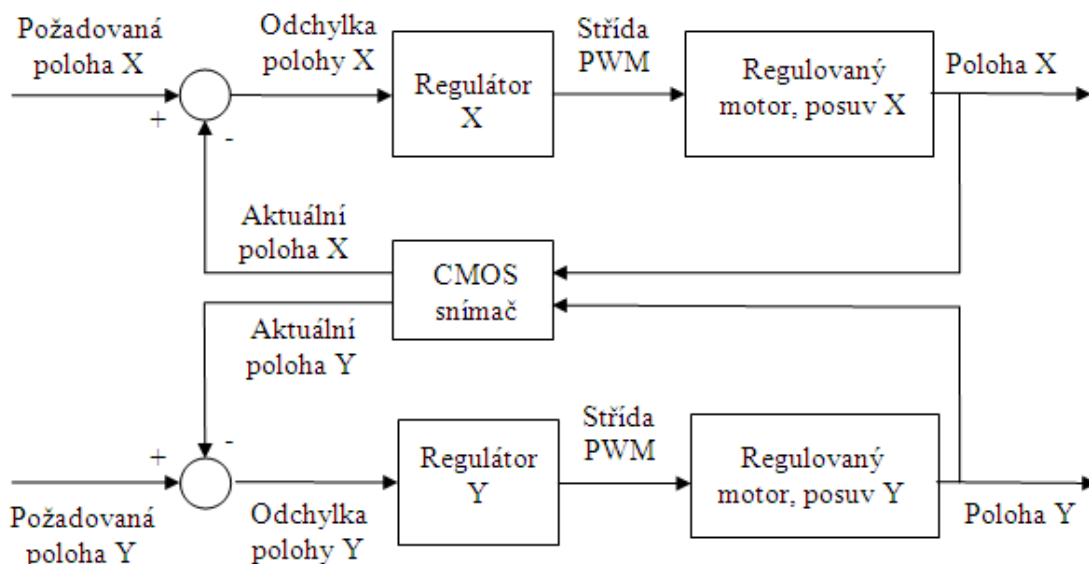 Požadovaná
poloha X
Odchylka
polohy X
Regulátor
X
Střída
PWM
Regulovaný
motor, posuv X
Poloha X
+
-
Aktuální
poloha X
CMOS
snímač
Aktuální
poloha Y
+
-
Požadovaná
poloha Y
Odchylka
polohy Y
Regulátor
Y
Střída
PWM
Regulovaný
motor, posuv Y
Poloha Y